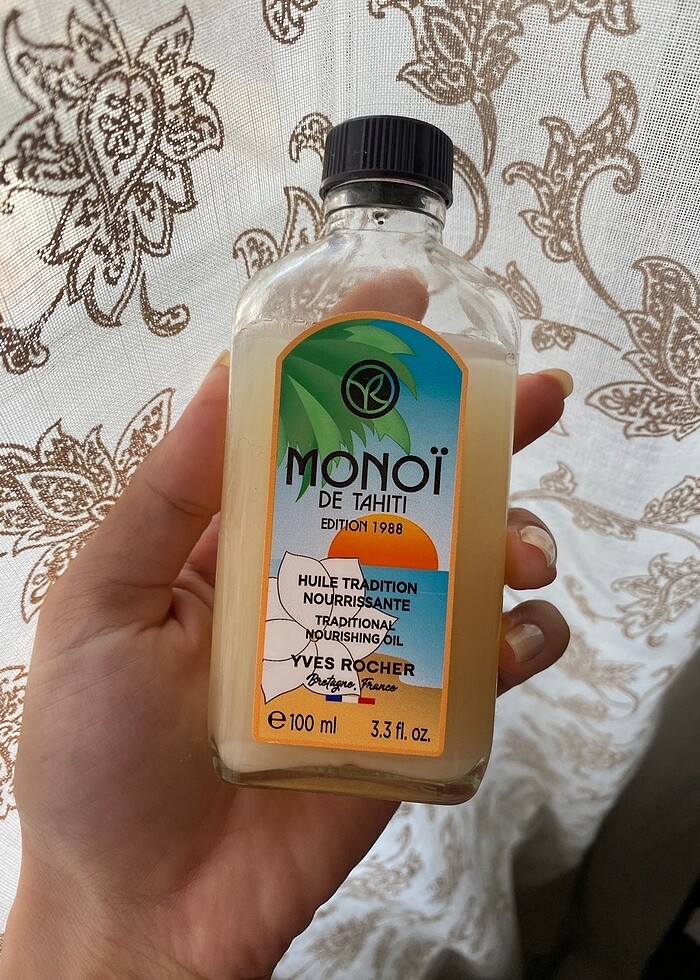 YR
MONOÏ
DE TAHITI
EDITION 1988
HUILE TRADITION
NOURRISSANTE
TRADITIONAL
NOURISHING OIL
YVES ROCHER
Bretagne, France
℮ 100 ml 3,3 fl. oz.